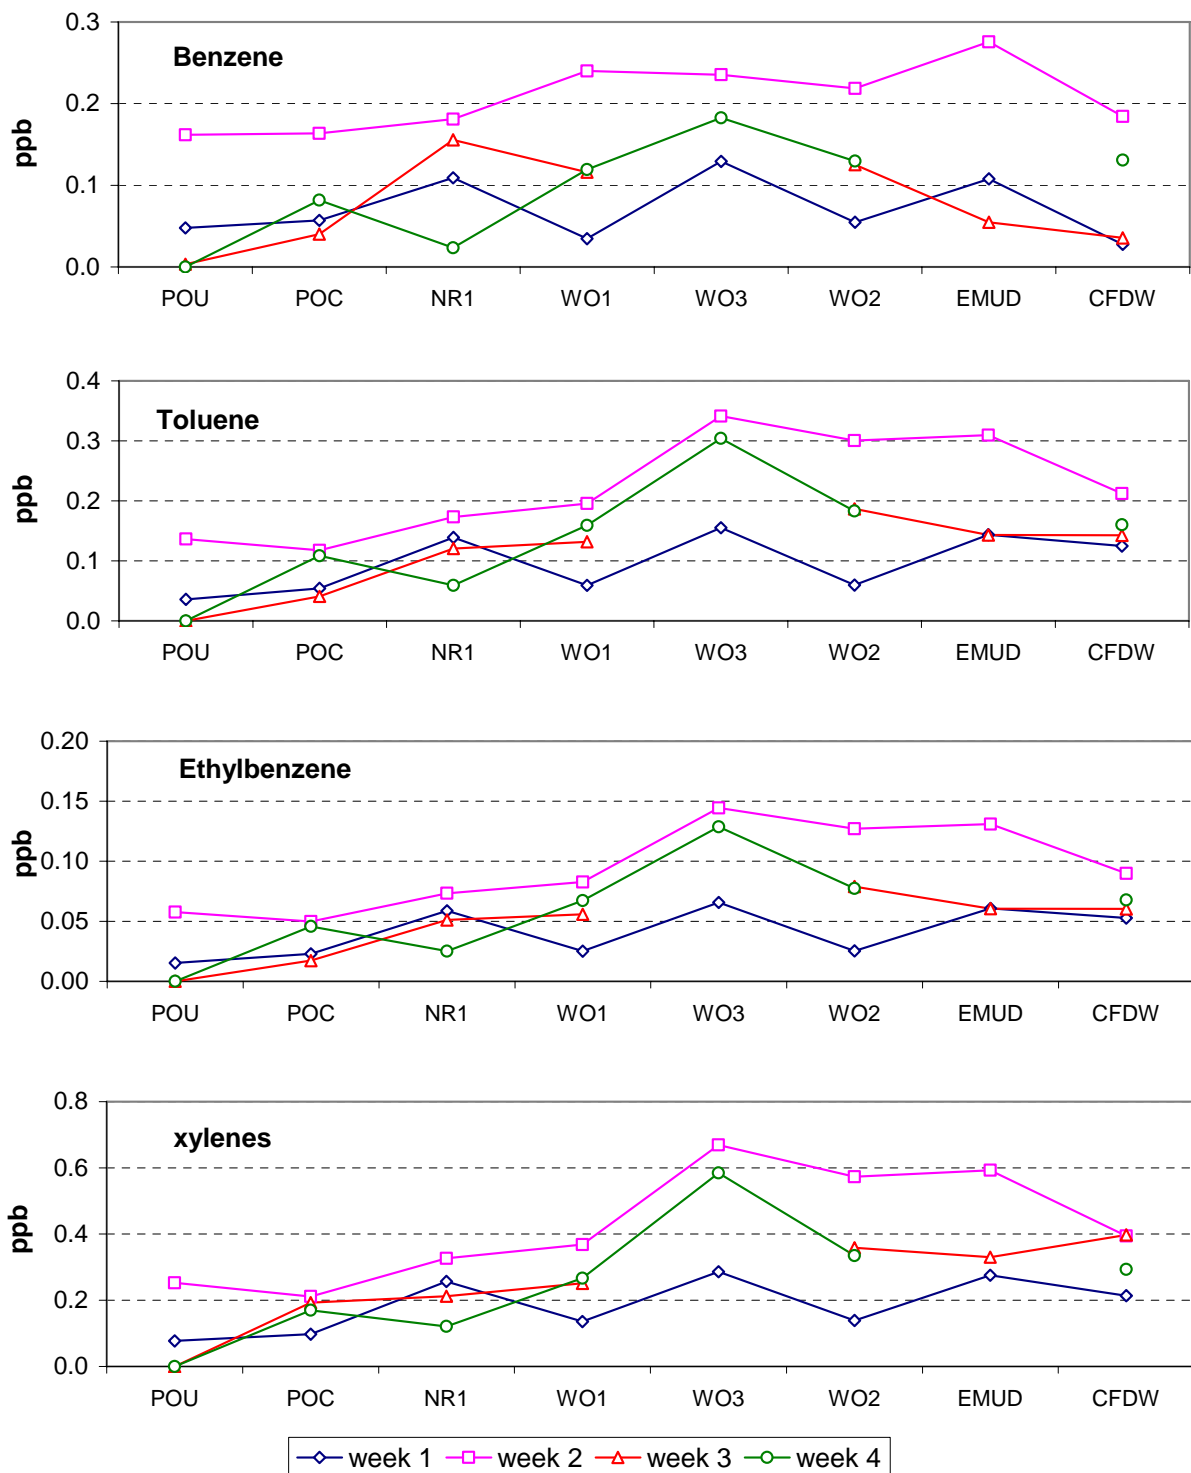 0.3
Benzene
0.2
ppb
0.1
0.0
POU POC NR1 WO1 WO3 WO2 EMUD CFDW
0.4
Toluene
0.3
ppb
0.2
0.1
0.0
POU POC NR1 WO1 WO3 WO2 EMUD CFDW
0.20
Ethylbenzene
0.15
ppb
0.10
0.05
0.00
POU POC NR1 WO1 WO3 WO2 EMUD CFDW
0.8
xylenes
0.6
ppb
0.4
0.2
0.0
POU POC NR1 WO1 WO3 WO2 EMUD CFDW
week 1 week 2 week 3 week 4